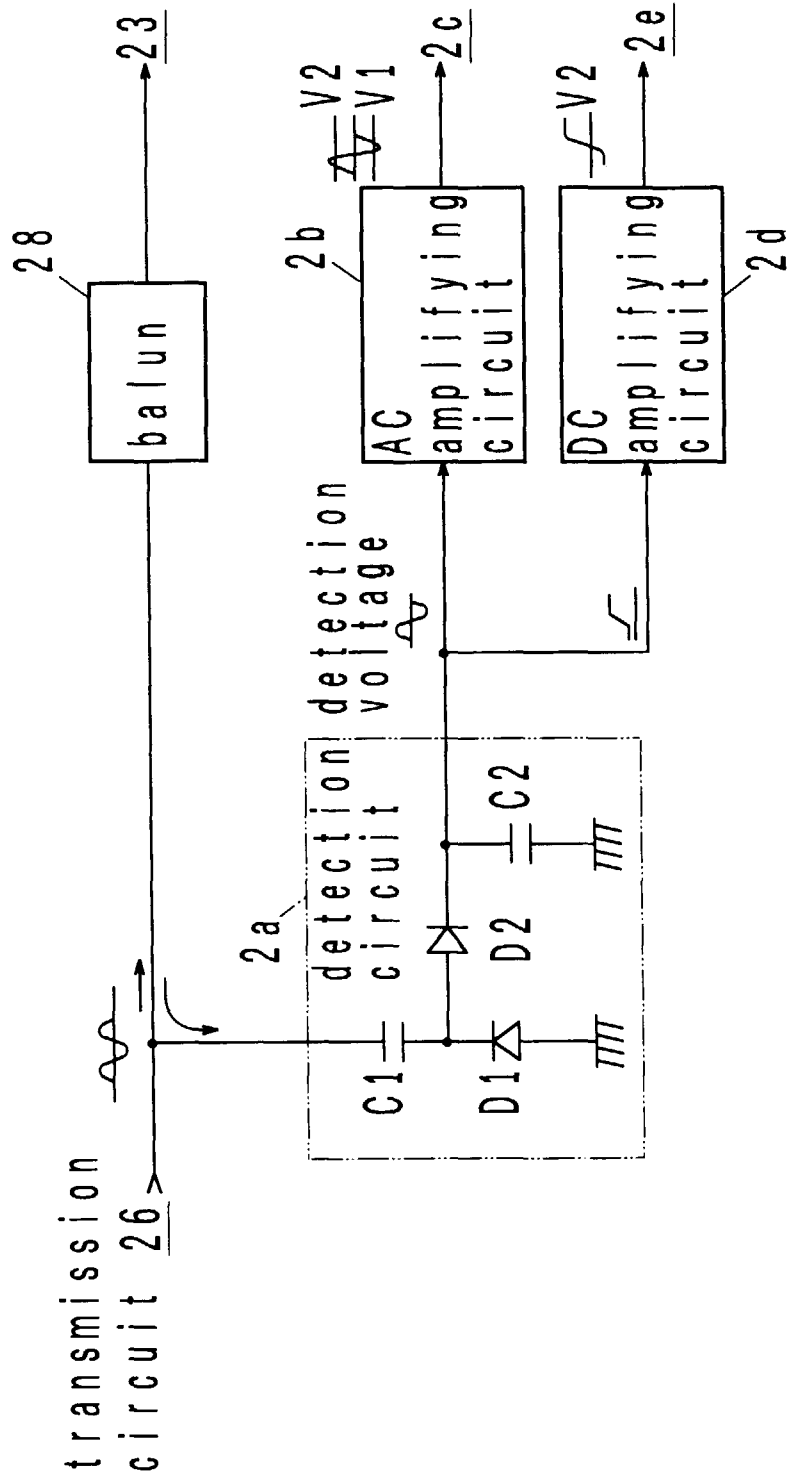 transmission
circuit 26
28
balun
23
2a
detection
circuit
C1
D1
D2
C2
detection
voltage
2b
AC
amplifying
circuit
V2
V1
2c
DC
amplifying
circuit
2d
V2
2e